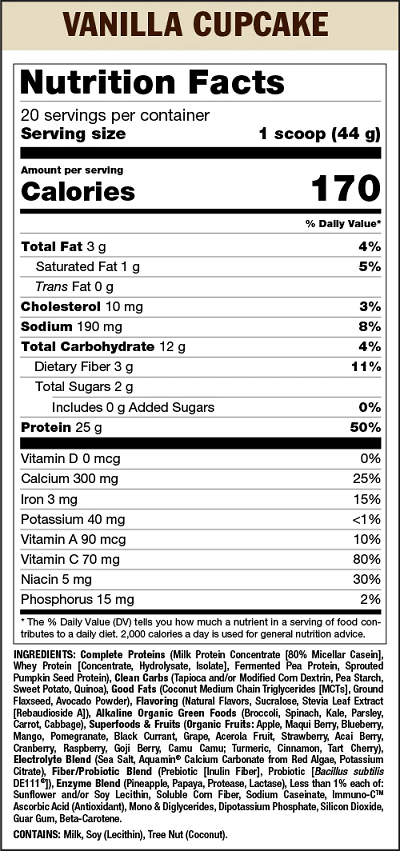 VANILLA CUPCAKE
Nutrition Facts
20 servings per container
Serving size 1 scoop (44 g)
Amount per serving
Calories 170
% Daily Value*
Total Fat 3 g 4%
Saturated Fat 1 g 5%
Trans Fat 0 g
Cholesterol 10 mg 3%
Sodium 190 mg 8%
Total Carbohydrate 12 g 4%
Dietary Fiber 3 g 11%
Total Sugars 2 g
Includes 0 g Added Sugars 0%
Protein 25 g 50%
Vitamin D 0 mcg 0%
Calcium 300 mg 25%
Iron 3 mg 15%
Potassium 40 mg <1%
Vitamin A 90 mcg 10%
Vitamin C 70 mg 80%
Niacin 5 mg 30%
Phosphorus 15 mg 2%
* The % Daily Value (DV) tells you how much a nutrient in a serving of food con-
tributes to a daily diet. 2,000 calories a day is used for general nutrition advice.
INGREDIENTS: Complete Proteins (Milk Protein Concentrate [80% Micellar Casein],
Whey Protein [Concentrate, Hydrolysate, Isolate], Fermented Pea Protein, Sprouted
Pumpkin Seed Protein), Clean Carbs (Tapioca and/or Modified Corn Dextrin, Pea Starch,
Sweet Potato, Quinoa), Good Fats (Coconut Medium Chain Triglycerides [MCTs], Ground
Flaxseed, Avocado Powder), Flavoring (Natural Flavors, Sucralose, Stevia Leaf Extract
[Rebaudioside A]), Alkaline Organic Green Foods (Broccoli, Spinach, Kale, Parsley,
Carrot, Cabbage), Superfoods & Fruits (Organic Fruits: Apple, Maqui Berry, Blueberry,
Mango, Pomegranate, Black Currant, Grape, Acerola Fruit, Strawberry, Acai Berry,
Cranberry, Raspberry, Goji Berry, Camu Camu; Turmeric, Cinnamon, Tart Cherry),
Electrolyte Blend (Sea Salt, Aquamin® Calcium Carbonate from Red Algae, Potassium
Citrate), Fiber/Probiotic Blend (Prebiotic [Inulin Fiber], Probiotic [Bacillus subtilis
DE111®]), Enzyme Blend (Pineapple, Papaya, Protease, Lactase), Less than 1% each of:
Sunflower and/or Soy Lecithin, Soluble Corn Fiber, Sodium Caseinate, Immuno-C™
Ascorbic Acid (Antioxidant), Mono & Diglycerides, Dipotassium Phosphate, Silicon Dioxide,
Guar Gum, Beta-Carotene.
CONTAINS: Milk, Soy (Lecithin), Tree Nut (Coconut).